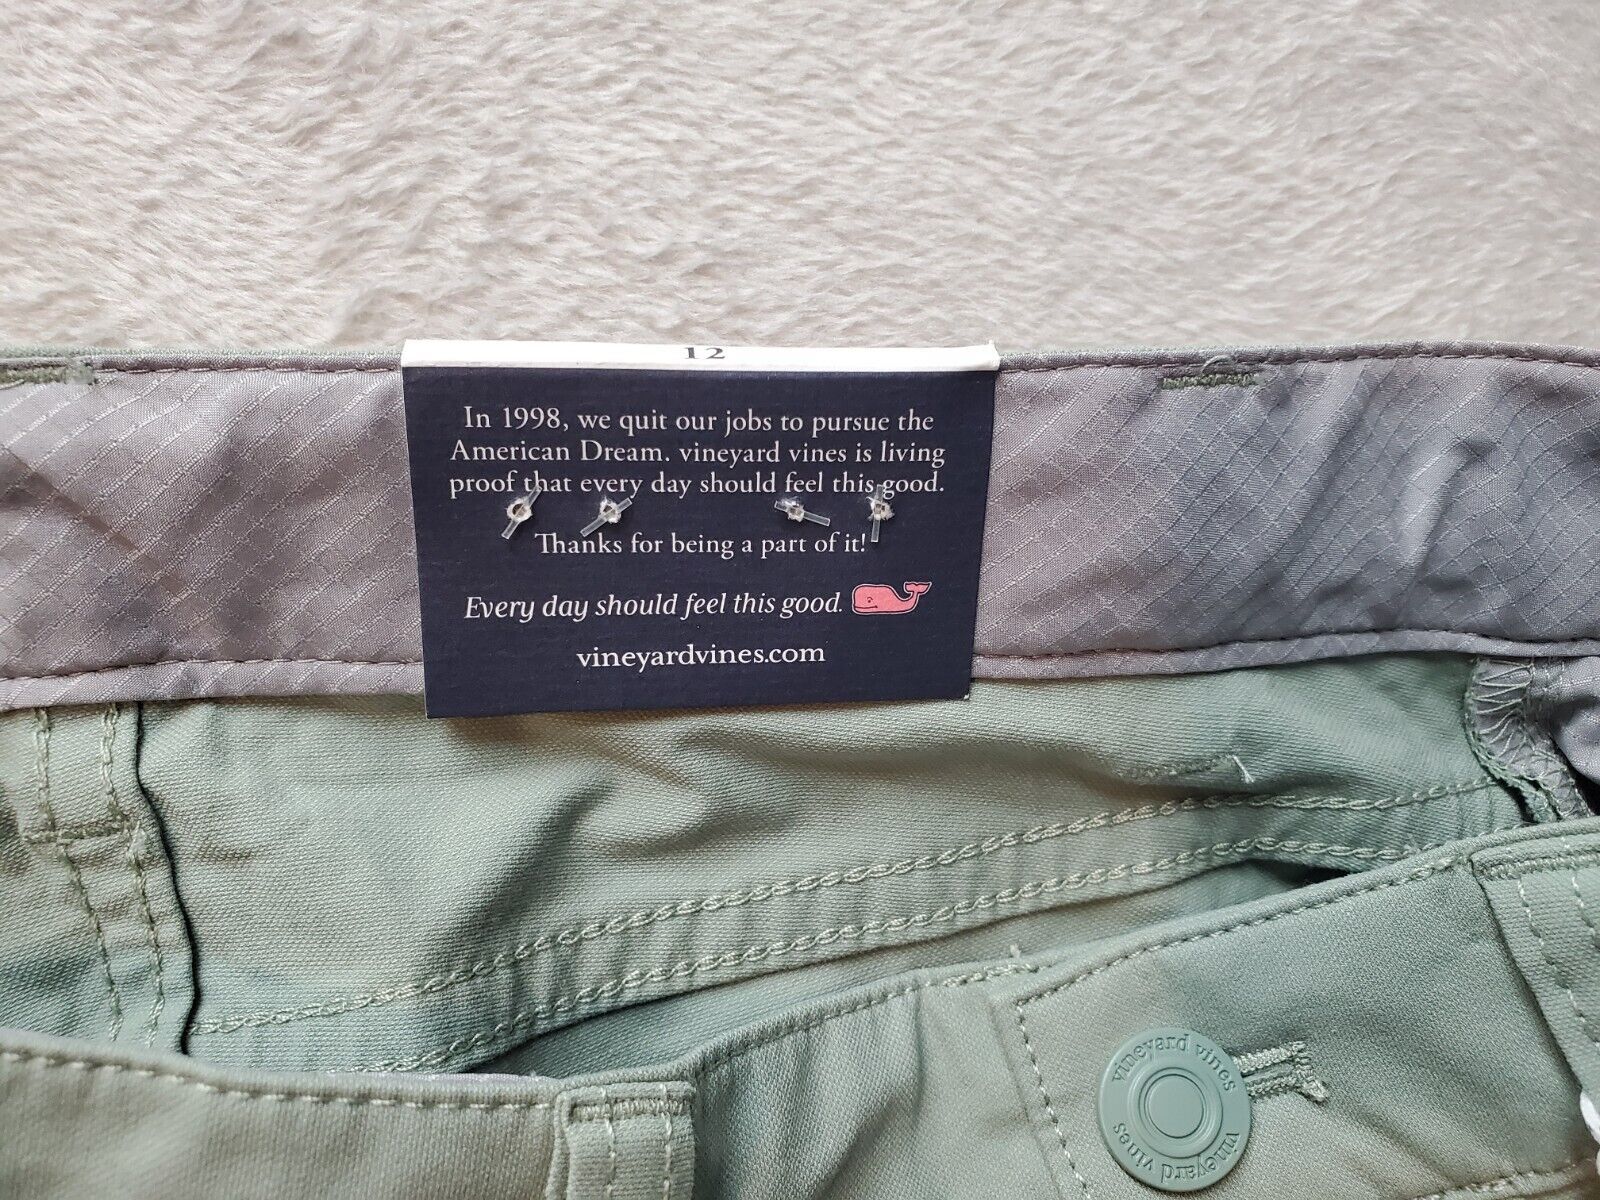 12
In 1998, we quit our jobs to pursue the
American Dream. vineyard vines is living
proof that every day should feel this good.
Thanks for being a part of it!
Every day should feel this good.
vineyardvines.com
vineyard vines
vineyard vines